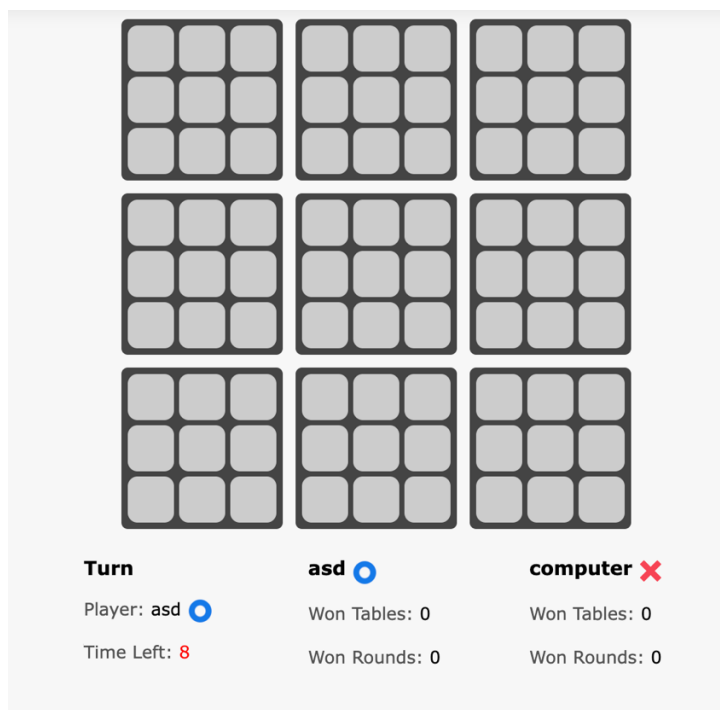 Turn
Player: asd
Time Left: 8
asd
Won Tables: 0
Won Rounds: 0
computer
Won Tables: 0
Won Rounds: 0